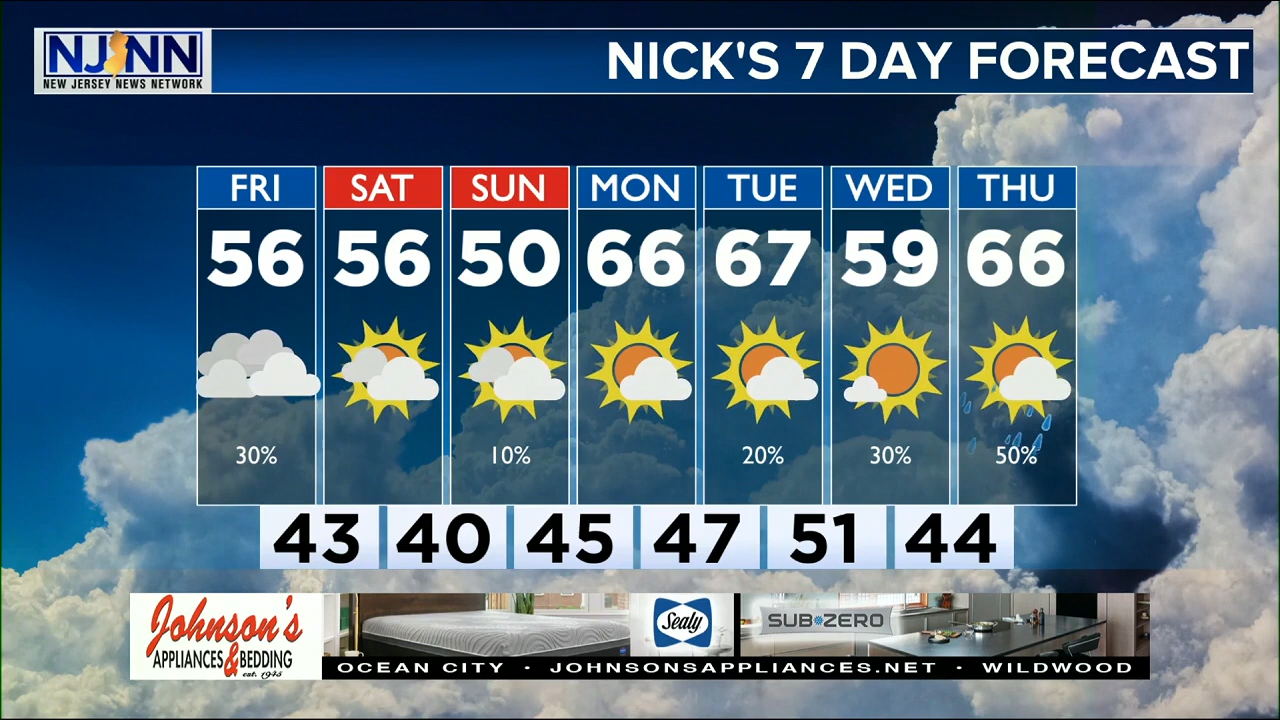 NJ NN
NEW JERSEY NEWS NETWORK
NICK'S 7 DAY FORECAST
FRI SAT SUN MON TUE WED THU
56 56 50 66 67 59 66
30% 10% 20% 30% 50%
43 40 45 47 51 44
Johnson's
APPLIANCES & BEDDING
est. 1945
Sealy
SUB ZERO
OCEAN CITY · JOHNSONSAPPLIANCES.NET · WILDWOOD